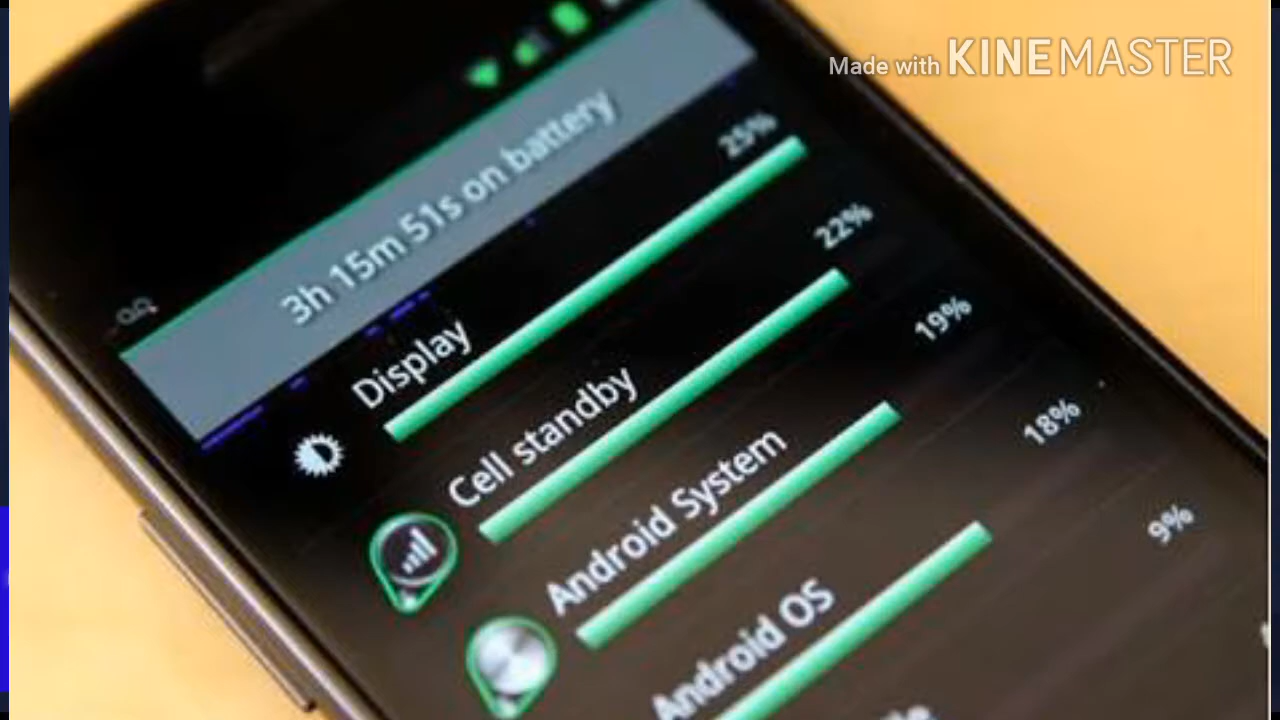 Made with KINEMASTER
3h 15m 51s on battery
Display 25%
Cell standby 22%
Android System 19%
Android OS 18%
9%